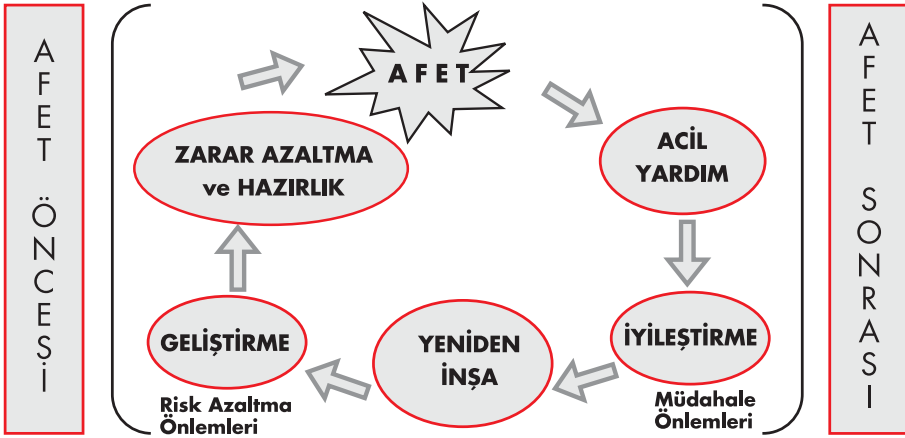 AFET ÖNCESİ
AFET
ZARAR AZALTMA
ve HAZIRLIK
ACİL
YARDIM
GELİŞTİRME
YENİDEN
İNŞA
İYİLEŞTİRME
Risk Azaltma
Önlemleri
Müdahale
Önlemleri
AFET SONRASI